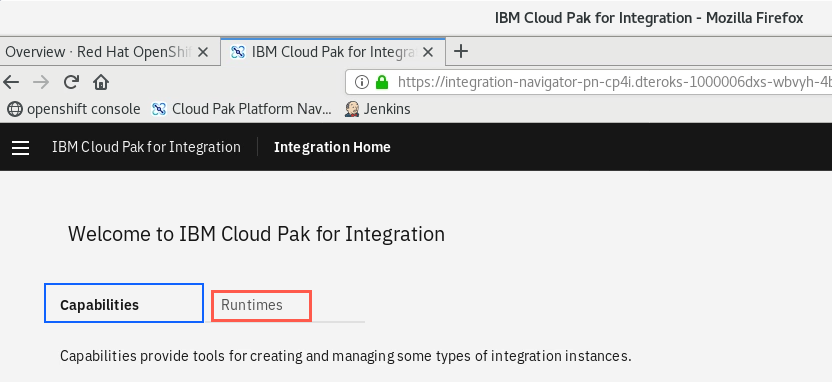 IBM Cloud Pak for Integration - Mozilla Firefox
Overview · Red Hat OpenShi
IBM Cloud Pak for Integra
https://integration-navigator-pn-cp4i.dteroks-1000006dxs-wbvyh-4b
openshift console Cloud Pak Platform Nav... Jenkins
IBM Cloud Pak for Integration Integration Home
Welcome to IBM Cloud Pak for Integration
Capabilities Runtimes
Capabilities provide tools for creating and managing some types of integration instances.